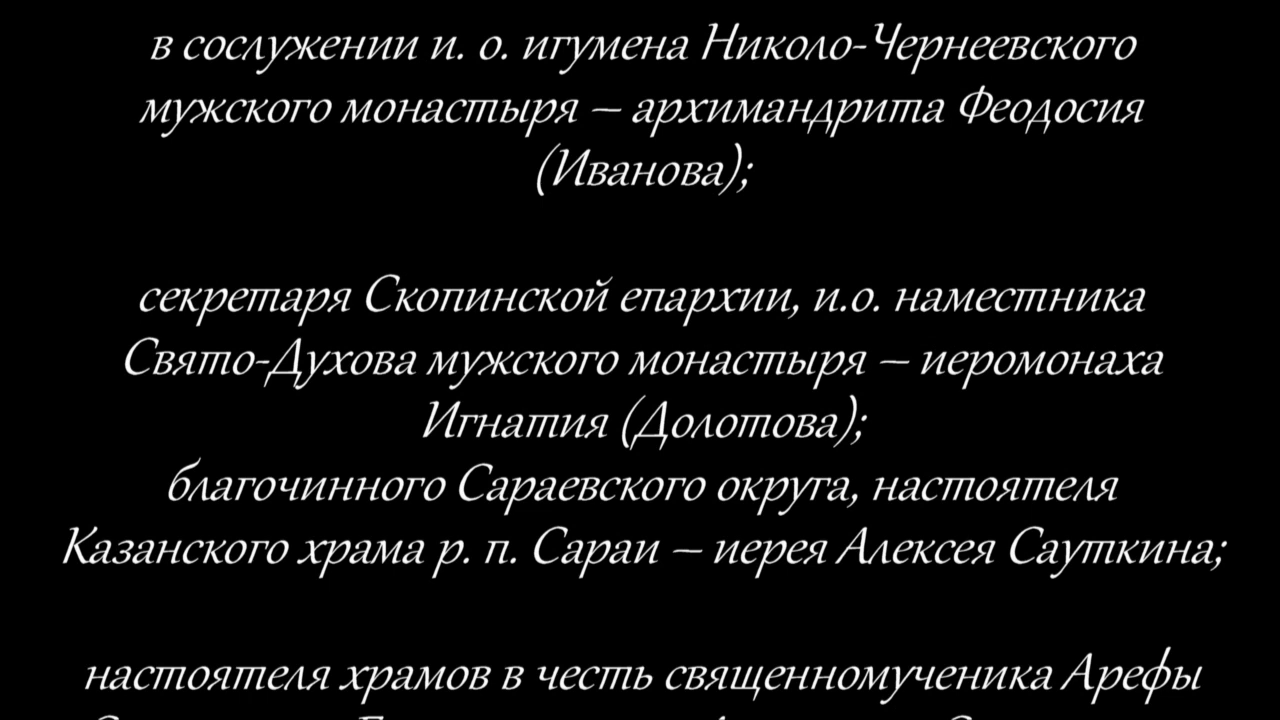 в сослужении и. о. игумена Николо-Чернеевского
мужского монастыря – архимандрита Феодосия
(Иванова);
секретаря Скопинской епархии, и.о. наместника
Свято-Духова мужского монастыря – иеромонаха
Игнатия (Долотова);
благочинного Сараевского округа, настоятеля
Казанского храма р. п. Сараи – иерея Алексея Сауткина;
настоятеля храмов в честь священномученика Арефы